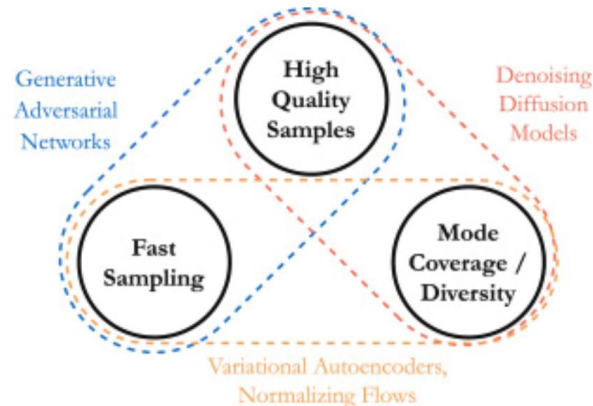 High
Quality
Samples
Generative
Adversarial
Networks
Denoising
Diffusion
Models
Fast
Sampling
Mode
Coverage /
Diversity
Variational Autoencoders,
Normalizing Flows